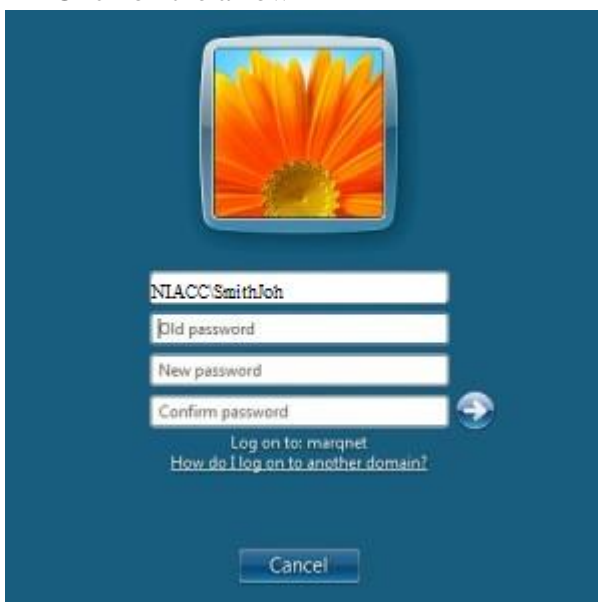 NIACC\SmithJoh
Old password
New password
Confirm password
Log on to: marqnet
How do I log on to another domain?
Cancel